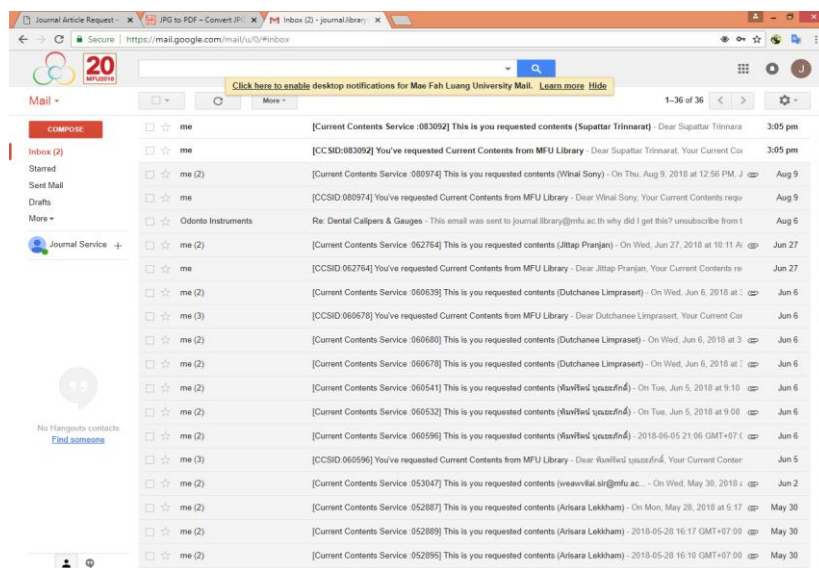 Journal Article Request -
JPG to PDF – Convert JPG
Inbox (2) - journal.library
Secure
https://mail.google.com/mail/u/0/#inbox
20
MFU2018
J
Click here to enable desktop notifications for Mae Fah Luang University Mail. Learn more Hide
Mail
More
1–36 of 36
COMPOSE
Inbox (2)
Starred
Sent Mail
Drafts
More
Journal Service
No Hangouts contacts
Find someone
me [Current Contents Service :083092] This is you requested contents (Supattar Trinnarat) - Dear Supattar Trinnara 3:05 pm
me [CCSID:083092] You've requested Current Contents from MFU Library - Dear Supattar Trinnarat, Your Current Cor 3:05 pm
me (2) [Current Contents Service :080974] This is you requested contents (Winai Sony) - On Thu, Aug 9, 2018 at 12:56 PM, J Aug 9
me [CCSID:080974] You've requested Current Contents from MFU Library - Dear Winai Sony, Your Current Contents requ Aug 9
Odonto Instruments Re: Dental Calipers & Gauges - This email was sent to journal.library@mfu.ac.th why did I get this? unsubscribe from t Aug 6
me (2) [Current Contents Service :062764] This is you requested contents (Jittap Pranjan) - On Wed, Jun 27, 2018 at 10:11 A Jun 27
me [CCSID:062764] You've requested Current Contents from MFU Library - Dear Jittap Pranjan, Your Current Contents re Jun 27
me (2) [Current Contents Service :060639] This is you requested contents (Dutchanee Limprasert) - On Wed, Jun 6, 2018 at Jun 6
me (3) [CCSID:060678] You've requested Current Contents from MFU Library - Dear Dutchanee Limprasert, Your Current Cor Jun 6
me (2) [Current Contents Service :060680] This is you requested contents (Dutchanee Limpraset) - On Wed, Jun 6, 2018 at 3 Jun 6
me (2) [Current Contents Service :060678] This is you requested contents (Dutchanee Limprasert) - On Wed, Jun 6, 2018 at Jun 6
me (2) [Current Contents Service :060541] This is you requested contents - On Tue, Jun 5, 2018 at 9:10 Jun 6
me (2) [Current Contents Service :060532] This is you requested contents - On Tue, Jun 5, 2018 at 9:08 Jun 6
me (2) [Current Contents Service :060596] This is you requested contents - 2018-06-05 21:06 GMT+07:0 Jun 6
me (3) [CCSID:060596] You've requested Current Contents from MFU Library - Dear Your Current Conter Jun 5
me (2) [Current Contents Service :053047] This is you requested contents (weawvilai.sir@mfu.ac... - On Wed, May 30, 2018 Jun 2
me (2) [Current Contents Service :052887] This is you requested contents (Arisara Lekkham) - On Mon, May 28, 2018 at 5:17 May 30
me (2) [Current Contents Service :052889] This is you requested contents (Arisara Lekkham) - 2018-05-28 16:17 GMT+07:00 May 30
me (2) [Current Contents Service :052895] This is you requested contents (Arisara Lekkham) - 2018-05-28 16:10 GMT+07:00 May 30